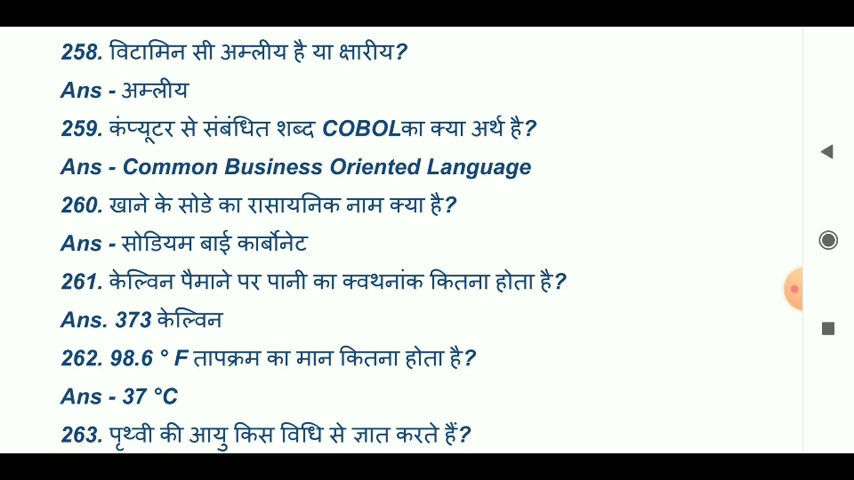 258. विटामिन सी अम्लीय है या क्षारीय?
Ans - अम्लीय
259. कंप्यूटर से संबंधित शब्द COBOLका क्या अर्थ है?
Ans - Common Business Oriented Language
260. खाने के सोडे का रासायनिक नाम क्या है?
Ans - सोडियम बाई कार्बोनेट
261. केल्विन पैमाने पर पानी का क्वथनांक कितना होता है?
Ans. 373 केल्विन
262. 98.6 ° F तापक्रम का मान कितना होता है?
Ans - 37 °C
263. पृथ्वी की आयु किस विधि से ज्ञात करते हैं?